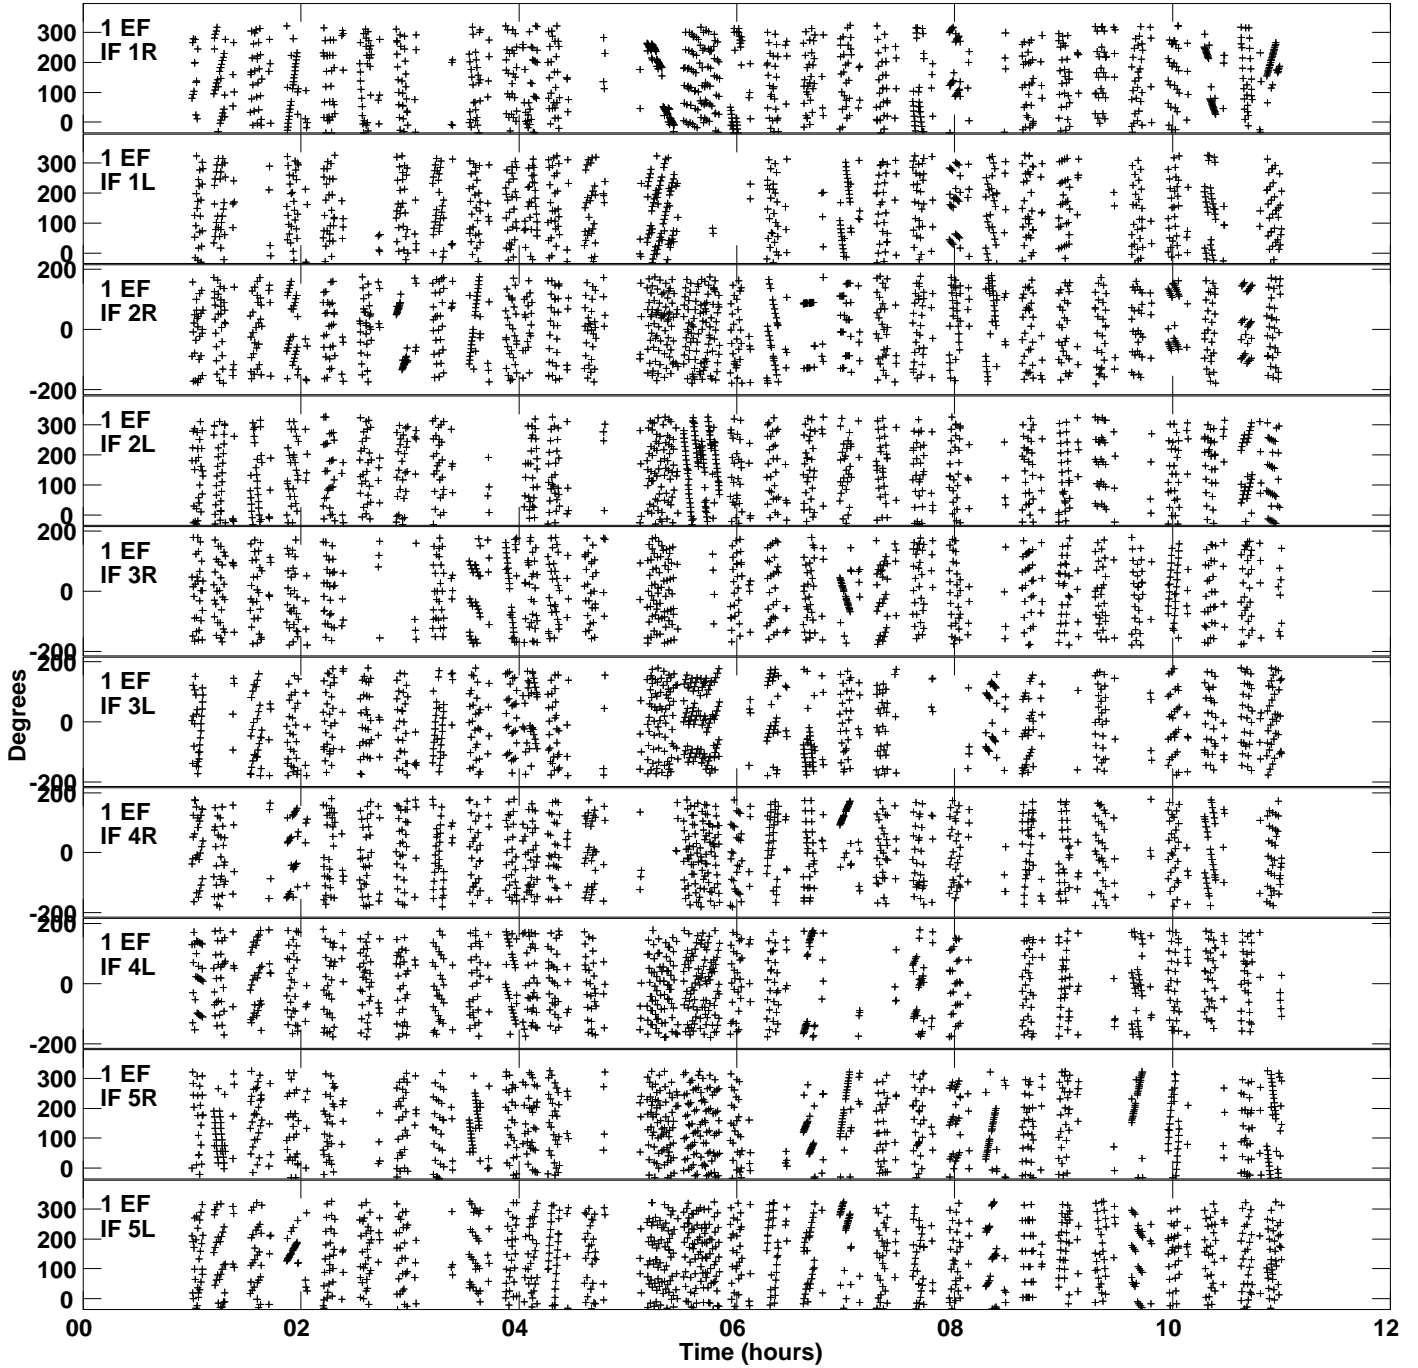 1 EF
IF 1R
300
200
100
0
1 EF
IF 1L
300
200
100
0
1 EF
IF 2R
200
0
-200
1 EF
IF 2L
300
200
100
0
1 EF
IF 3R
200
0
-200
1 EF
IF 3L
200
0
-200
1 EF
IF 4R
200
0
-200
1 EF
IF 4L
200
0
-200
1 EF
IF 5R
300
200
100
0
1 EF
IF 5L
300
200
100
0
Degrees
00 02 04 06 08 10 12
Time (hours)